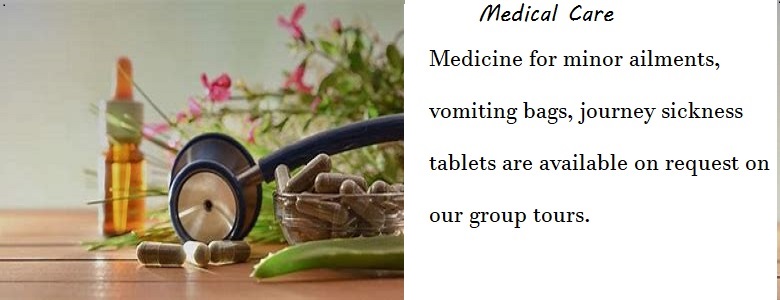 Medical Care
Medicine for minor ailments,
vomiting bags, journey sickness
tablets are available on request on
our group tours.